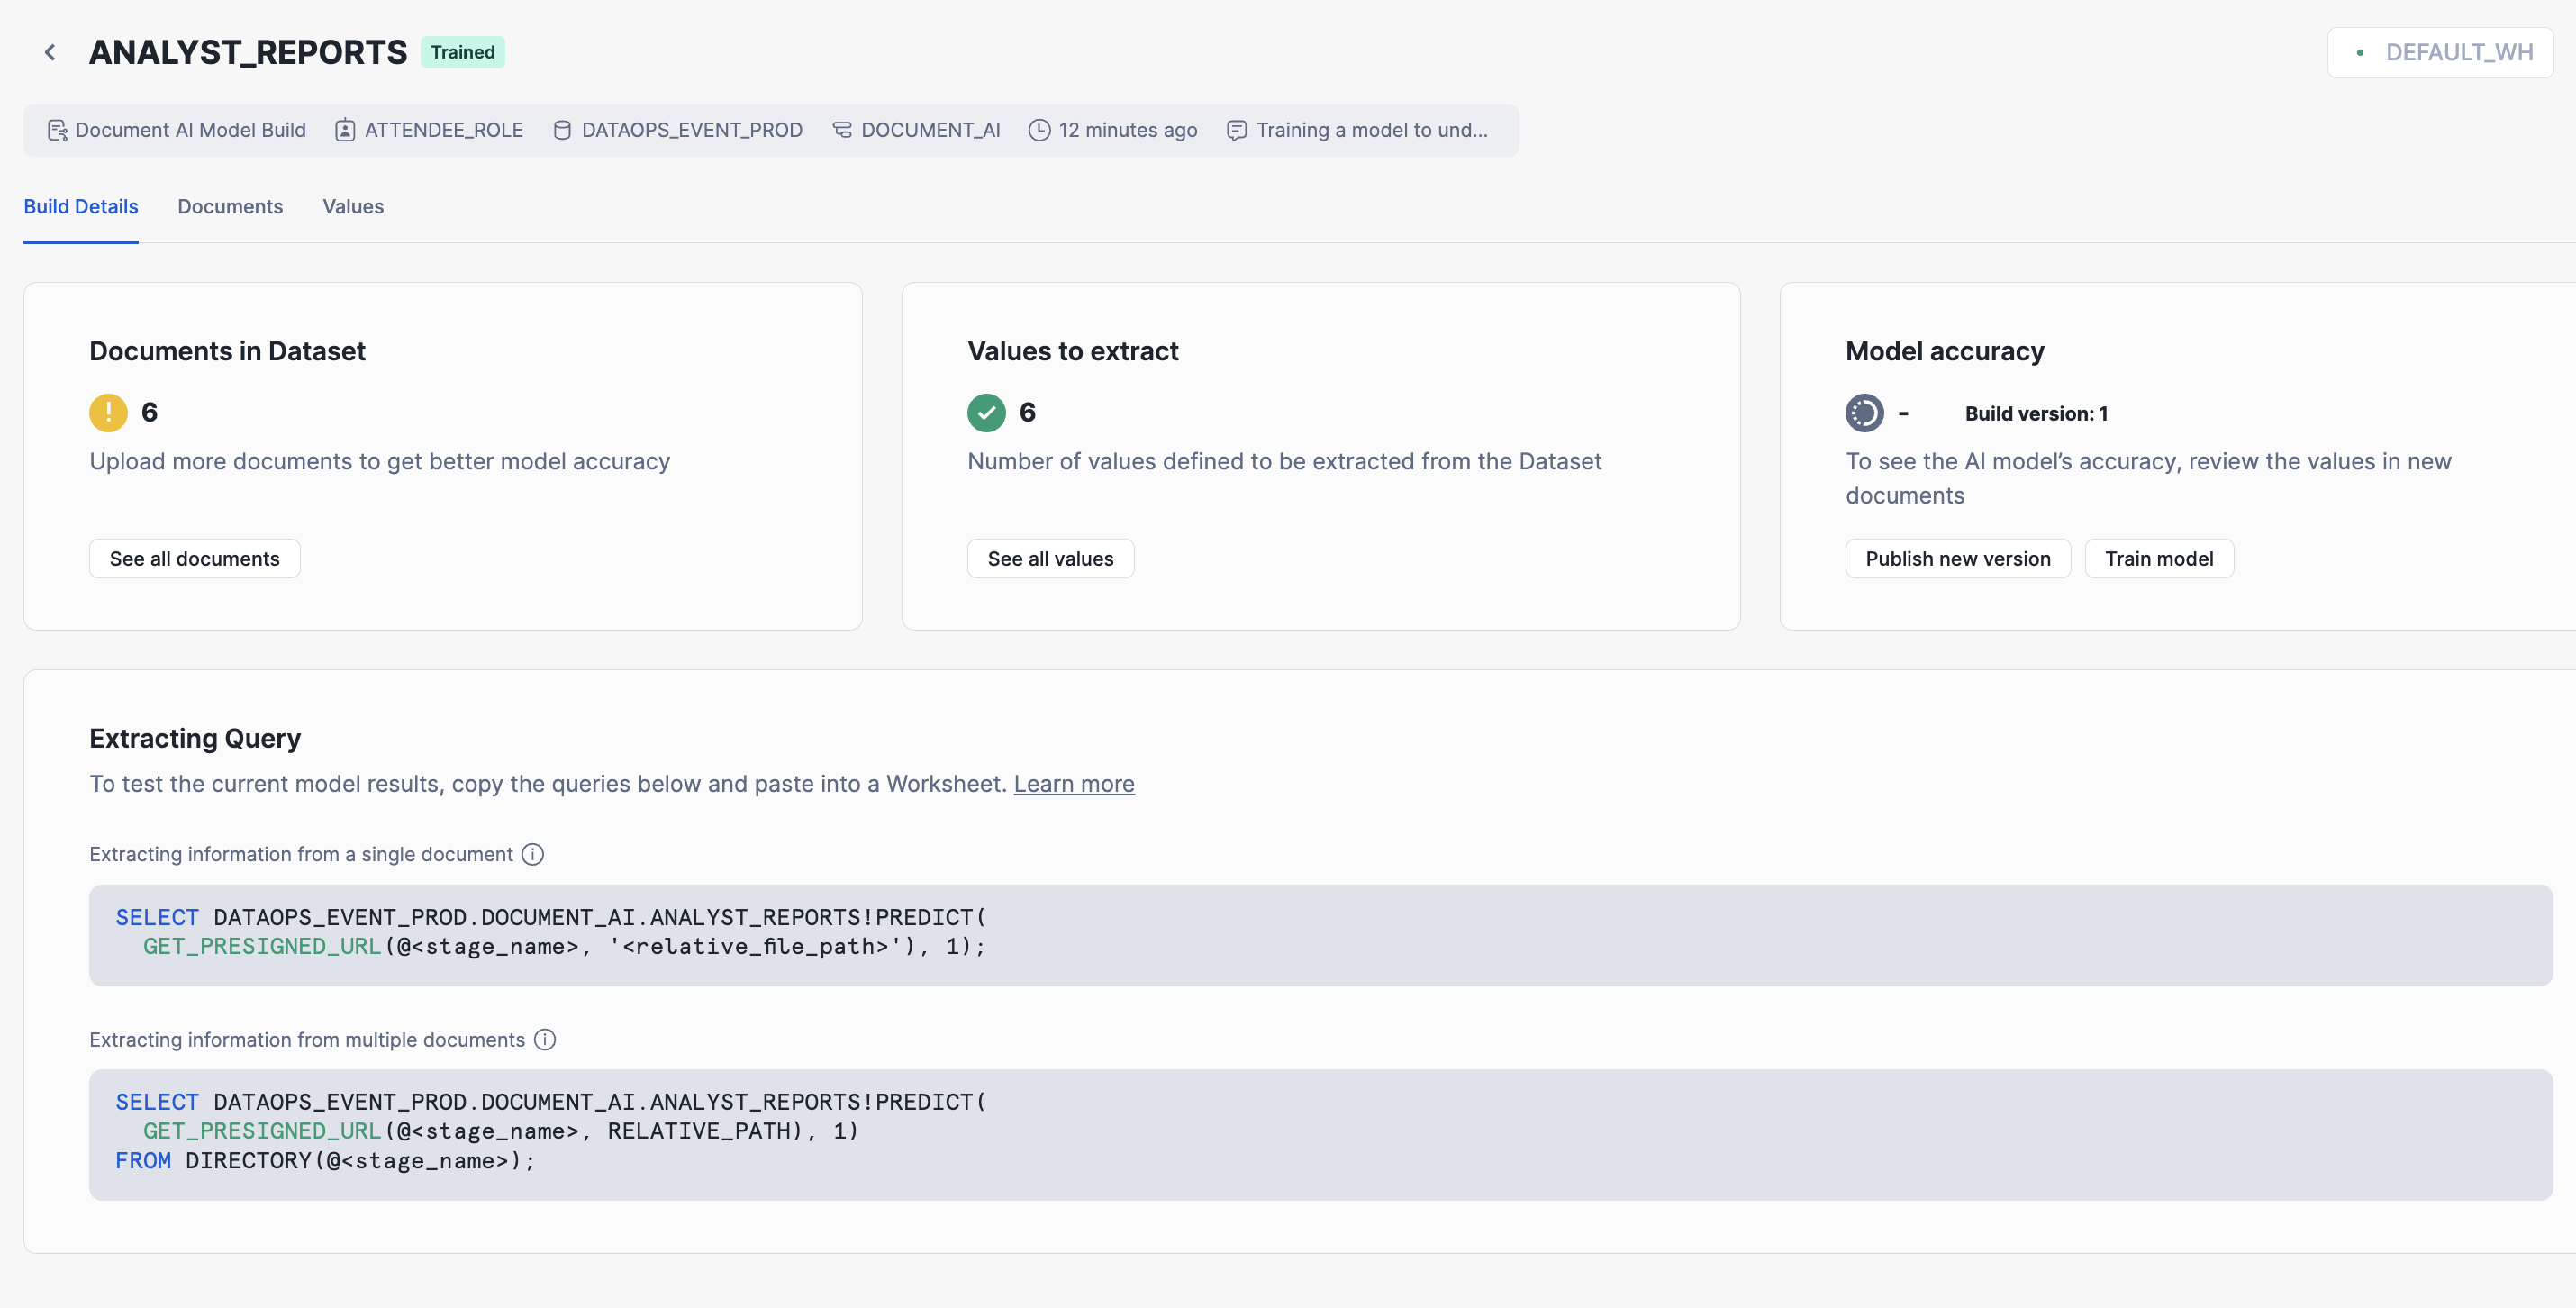 ANALYST_REPORTS Trained
DEFAULT_WH
Document AI Model Build ATTENDEE_ROLE DATAOPS_EVENT_PROD DOCUMENT_AI 12 minutes ago Training a model to und...
Build Details Documents Values
Documents in Dataset
6
Upload more documents to get better model accuracy
See all documents
Values to extract
6
Number of values defined to be extracted from the Dataset
See all values
Model accuracy
- Build version: 1
To see the AI model's accuracy, review the values in new
documents
Publish new version Train model
Extracting Query
To test the current model results, copy the queries below and paste into a Worksheet. Learn more
Extracting information from a single document
SELECT DATAOPS_EVENT_PROD.DOCUMENT_AI.ANALYST_REPORTS!PREDICT(
  GET_PRESIGNED_URL(@<stage_name>, '<relative_file_path>'), 1);
Extracting information from multiple documents
SELECT DATAOPS_EVENT_PROD.DOCUMENT_AI.ANALYST_REPORTS!PREDICT(
  GET_PRESIGNED_URL(@<stage_name>, RELATIVE_PATH), 1)
FROM DIRECTORY(@<stage_name>);